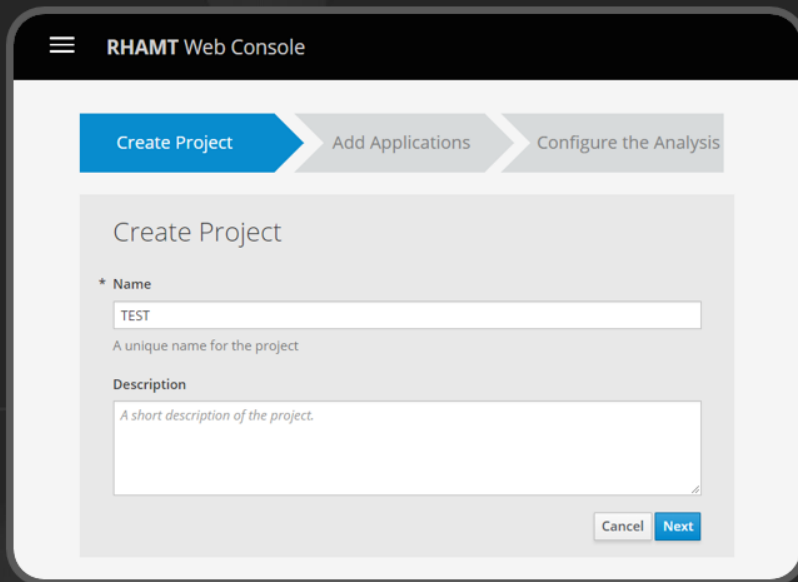 RHAMT Web Console
Create Project
Add Applications
Configure the Analysis
Create Project
* Name
TEST
A unique name for the project
Description
A short description of the project.
Cancel
Next